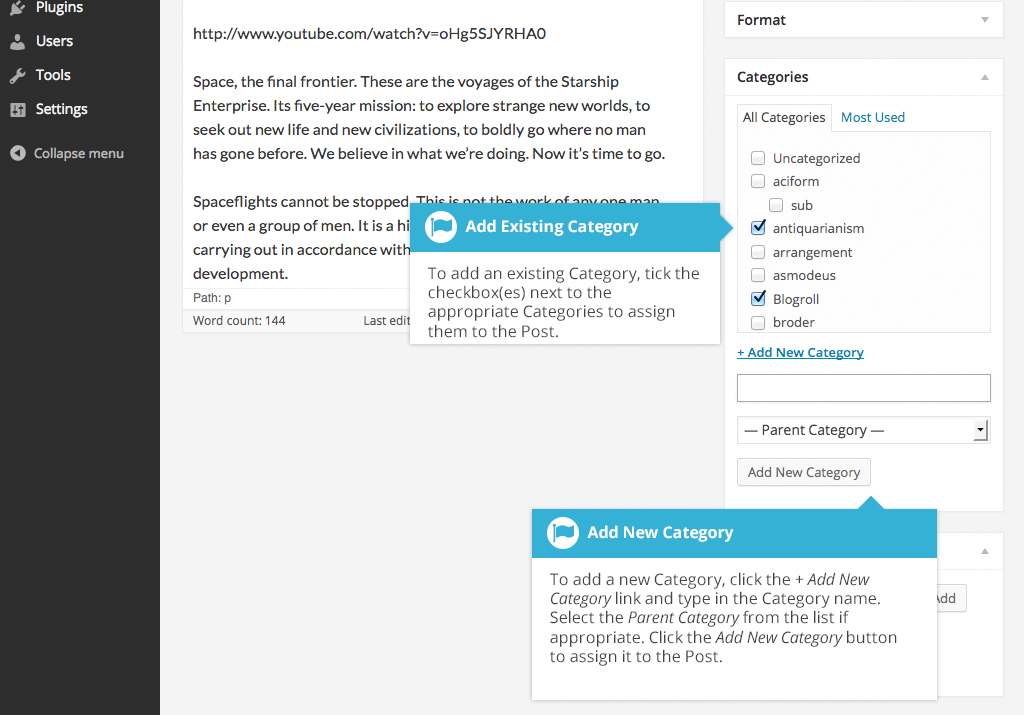 Plugins
Users
Tools
Settings
Collapse menu
http://www.youtube.com/watch?v=oHg5SJYRHA0
Space, the final frontier. These are the voyages of the Starship
Enterprise. Its five-year mission: to explore strange new worlds, to
seek out new life and new civilizations, to boldly go where no man
has gone before. We believe in what we’re doing. Now it’s time to go.
Spaceflights cannot be stopped. This is not the work of any one man
or even a group of men. It is a hi
carrying out in accordance with
development.
Path: p
Word count: 144
Last edit
Add Existing Category
To add an existing Category, tick the
checkbox(es) next to the
appropriate Categories to assign
them to the Post.
Format
Categories
All Categories
Most Used
Uncategorized
aciform
sub
antiquarianism
arrangement
asmodeus
Blogroll
broder
+ Add New Category
— Parent Category —
Add New Category
Add New Category
To add a new Category, click the + Add New
Category link and type in the Category name.
Select the Parent Category from the list if
appropriate. Click the Add New Category button
to assign it to the Post.
Add